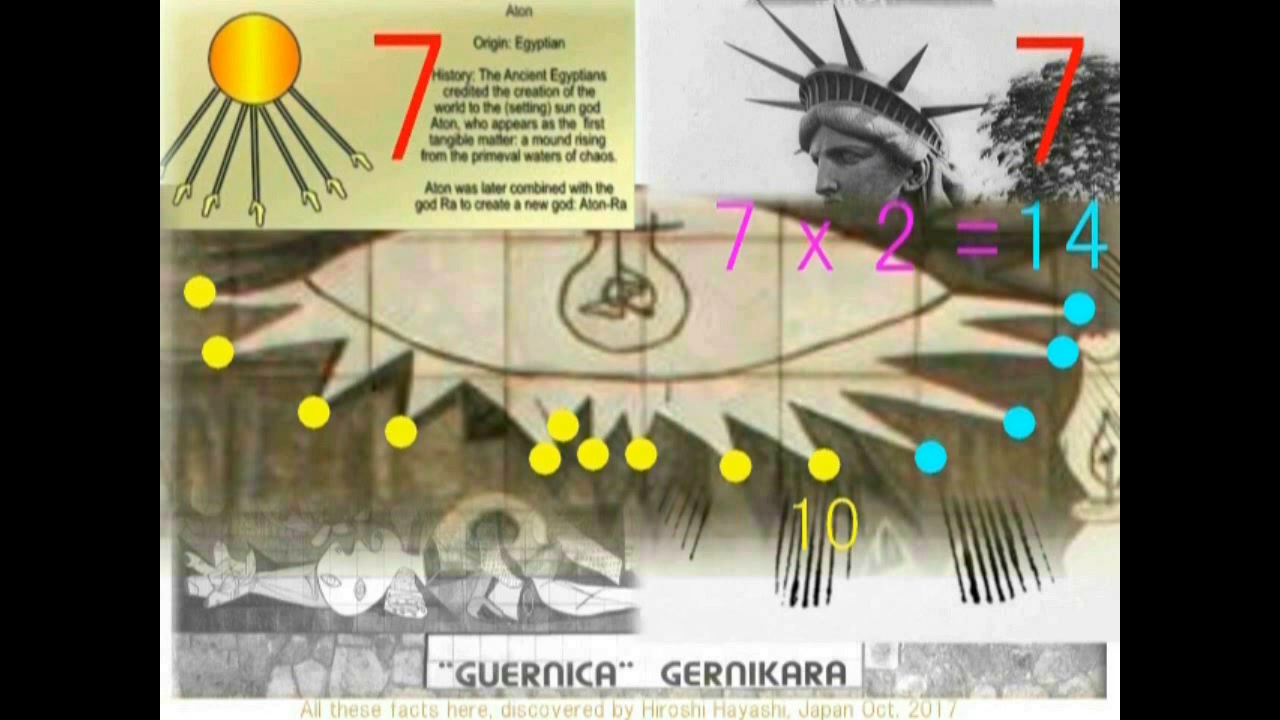 Aton
Origin: Egyptian
History: The Ancient Egyptians
credited the creation of the
world to the (setting) sun god
Aton, who appears as the first
tangible matter: a mound rising
from the primeval waters of chaos.
Aton was later combined with the
god Ra to create a new god: Aton-Ra
7
7
7 x 2 = 14
10
"GUERNICA" GERNIKARA
All these facts here, discovered by Hiroshi Hayashi, Japan Oct. 2017